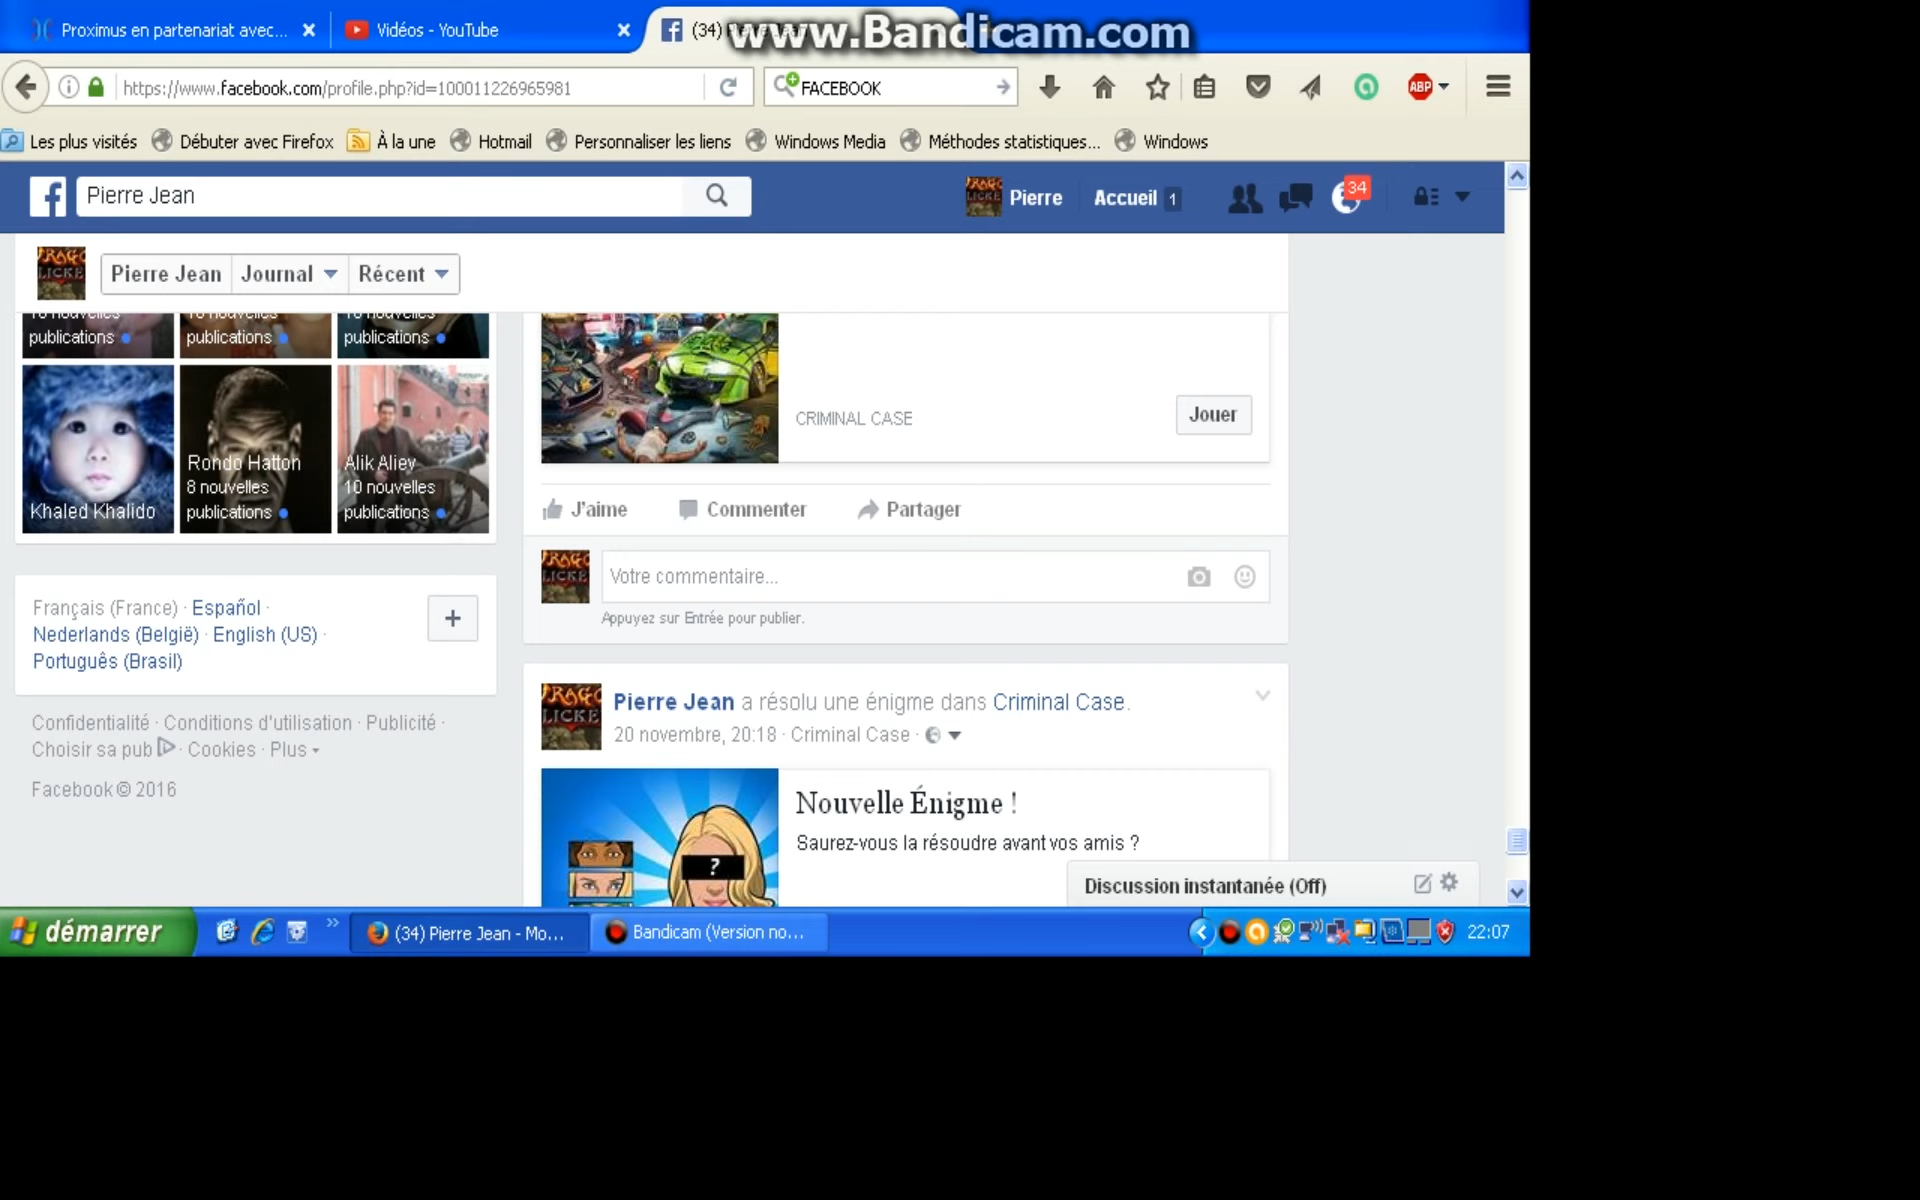 www.Bandicam.com
Proximus en partenariat avec...
Vidéos - YouTube
(34)
https://www.facebook.com/profile.php?id=100011226965981
FACEBOOK
ABP
Les plus visités
Débuter avec Firefox
À la une
Hotmail
Personnaliser les liens
Windows Media
Méthodes statistiques...
Windows
Pierre Jean
Pierre
Accueil 1
34
Pierre Jean
Journal
Récent
publications
publications
publications
Khaled Khalido
Rondo Hatton
8 nouvelles
publications
Alik Aliev
10 nouvelles
publications
Français (France) · Español ·
Nederlands (België) · English (US) ·
Português (Brasil)
Confidentialité · Conditions d'utilisation · Publicité ·
Choisir sa pub · Cookies · Plus
Facebook © 2016
CRIMINAL CASE
Jouer
J'aime
Commenter
Partager
Votre commentaire...
Appuyez sur Entrée pour publier.
Pierre Jean a résolu une énigme dans Criminal Case.
20 novembre, 20:18 · Criminal Case ·
?
Nouvelle Énigme !
Saurez-vous la résoudre avant vos amis ?
Discussion instantanée (Off)
démarrer
(34) Pierre Jean - Mo...
Bandicam (Version no...
22:07